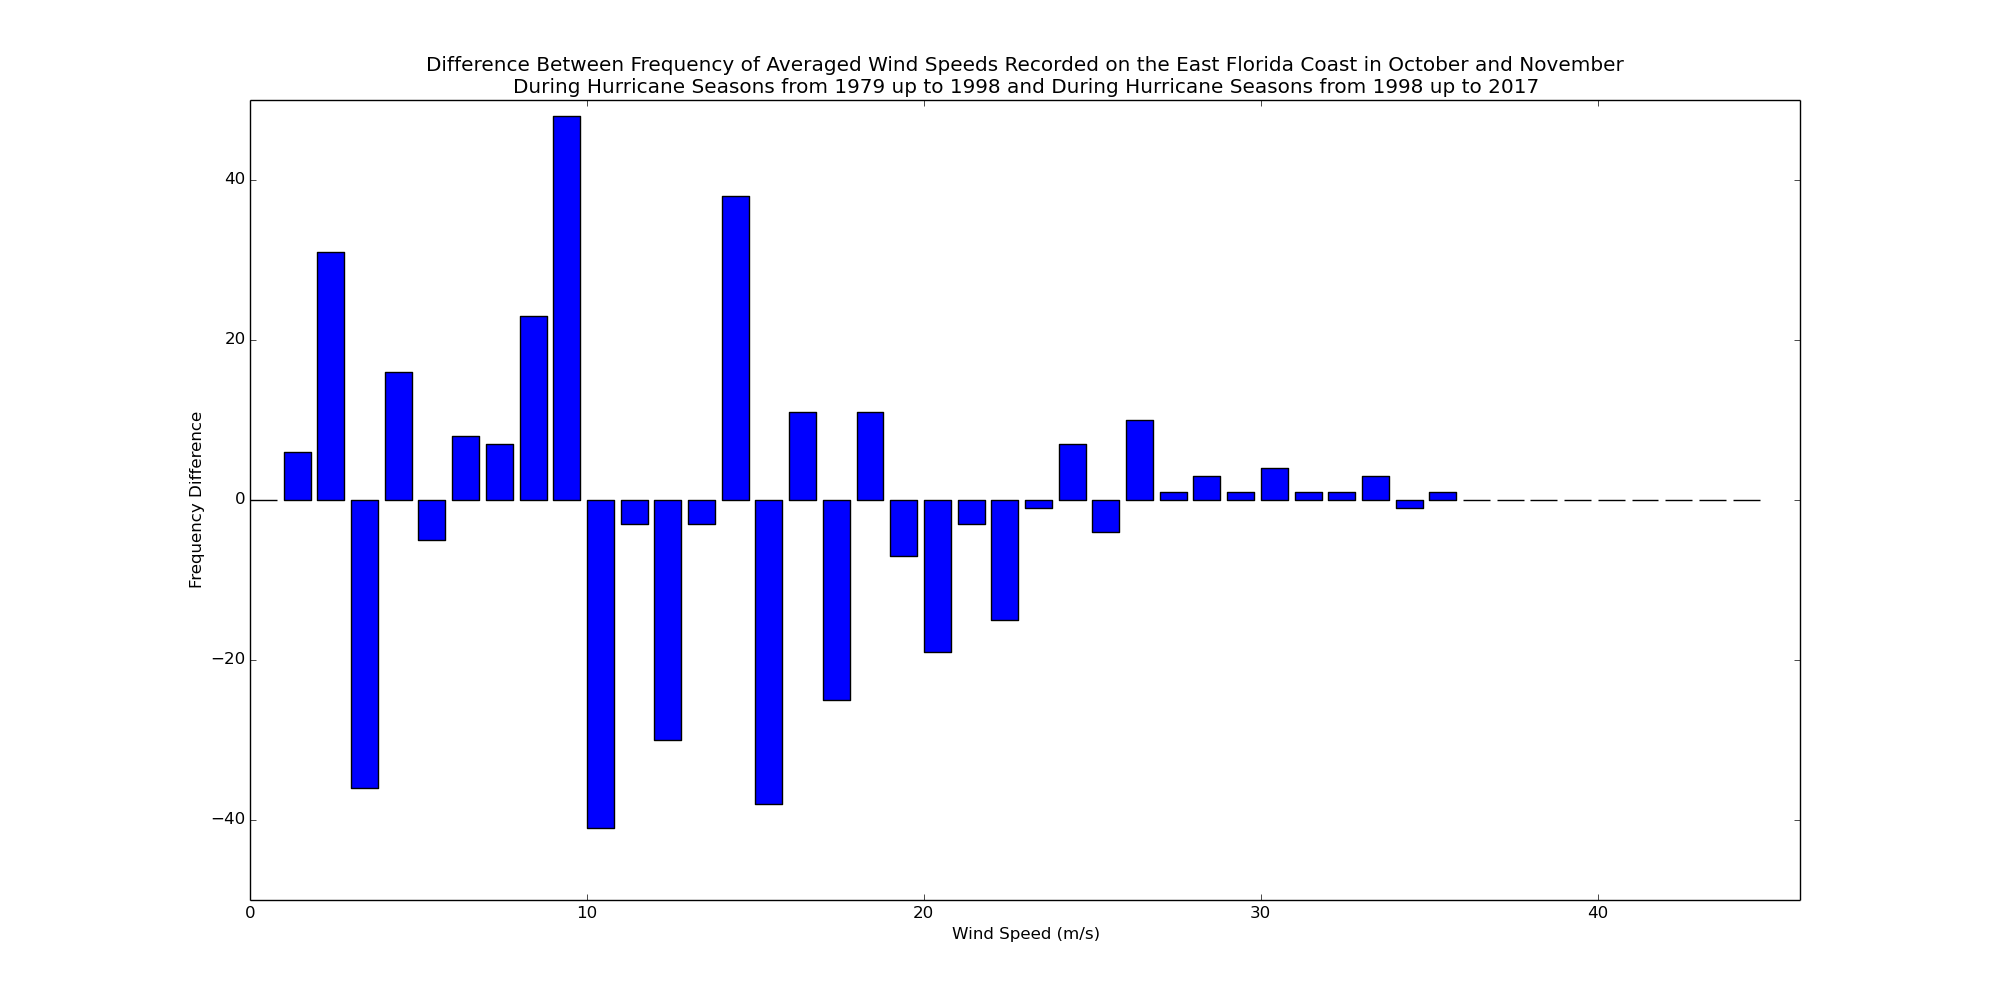 Difference Between Frequency of Averaged Wind Speeds Recorded on the East Florida Coast in October and November
During Hurricane Seasons from 1979 up to 1998 and During Hurricane Seasons from 1998 up to 2017
40
20
0
−20
−40
Frequency Difference
0 10 20 30 40
Wind Speed (m/s)